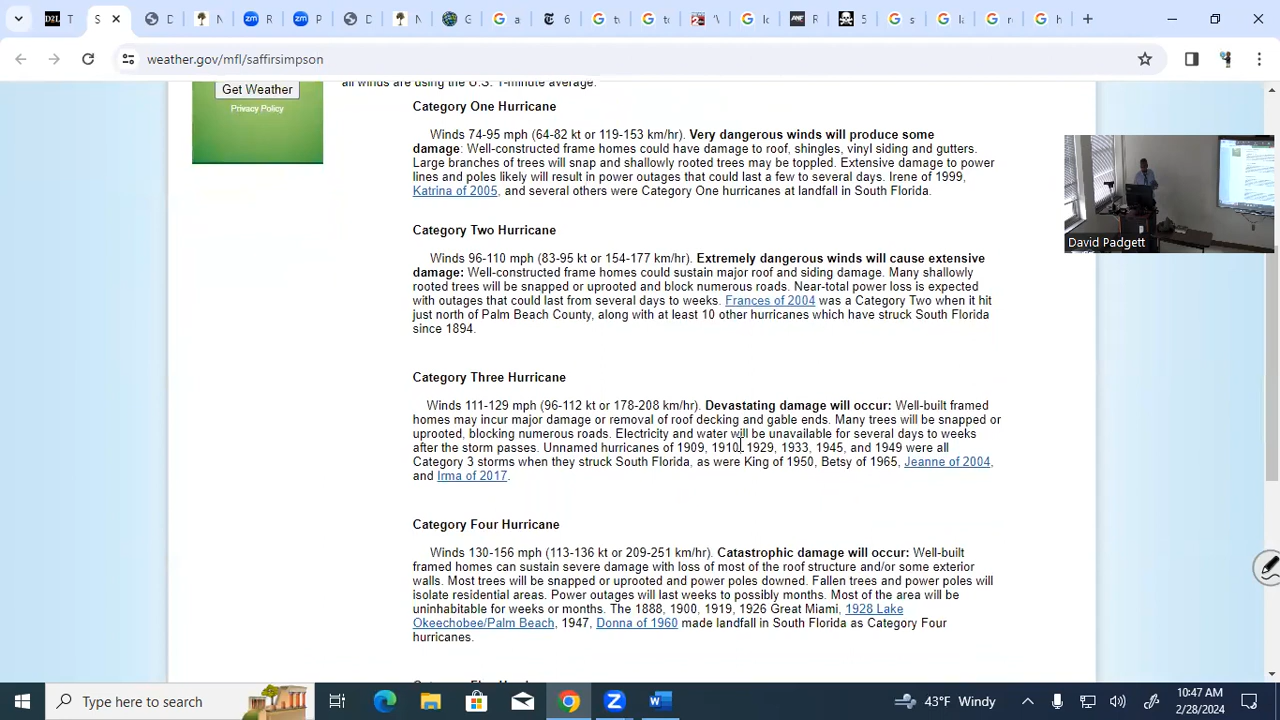 T
S
D
N
R
P
D
N
G
a
6
tv
to
'V
lo
R
5
s
la
r
h
weather.gov/mfl/saffirsimpson
all winds are using the U.S. 1-minute average.
Get Weather
Privacy Policy
Category One Hurricane
Winds 74-95 mph (64-82 kt or 119-153 km/hr). Very dangerous winds will produce some
damage: Well-constructed frame homes could have damage to roof, shingles, vinyl siding and gutters.
Large branches of trees will snap and shallowly rooted trees may be toppled. Extensive damage to power
lines and poles likely will result in power outages that could last a few to several days. Irene of 1999,
Katrina of 2005, and several others were Category One hurricanes at landfall in South Florida.
Category Two Hurricane
Winds 96-110 mph (83-95 kt or 154-177 km/hr). Extremely dangerous winds will cause extensive
damage: Well-constructed frame homes could sustain major roof and siding damage. Many shallowly
rooted trees will be snapped or uprooted and block numerous roads. Near-total power loss is expected
with outages that could last from several days to weeks. Frances of 2004 was a Category Two when it hit
just north of Palm Beach County, along with at least 10 other hurricanes which have struck South Florida
since 1894.
Category Three Hurricane
Winds 111-129 mph (96-112 kt or 178-208 km/hr). Devastating damage will occur: Well-built framed
homes may incur major damage or removal of roof decking and gable ends. Many trees will be snapped or
uprooted, blocking numerous roads. Electricity and water will be unavailable for several days to weeks
after the storm passes. Unnamed hurricanes of 1909, 1910, 1929, 1933, 1945, and 1949 were all
Category 3 storms when they struck South Florida, as were King of 1950, Betsy of 1965, Jeanne of 2004,
and Irma of 2017.
Category Four Hurricane
Winds 130-156 mph (113-136 kt or 209-251 km/hr). Catastrophic damage will occur: Well-built
framed homes can sustain severe damage with loss of most of the roof structure and/or some exterior
walls. Most trees will be snapped or uprooted and power poles downed. Fallen trees and power poles will
isolate residential areas. Power outages will last weeks to possibly months. Most of the area will be
uninhabitable for weeks or months. The 1888, 1900, 1919, 1926 Great Miami, 1928 Lake
Okeechobee/Palm Beach, 1947, Donna of 1960 made landfall in South Florida as Category Four
hurricanes.
David Padgett
Type here to search
43°F Windy
10:47 AM
2/28/2024